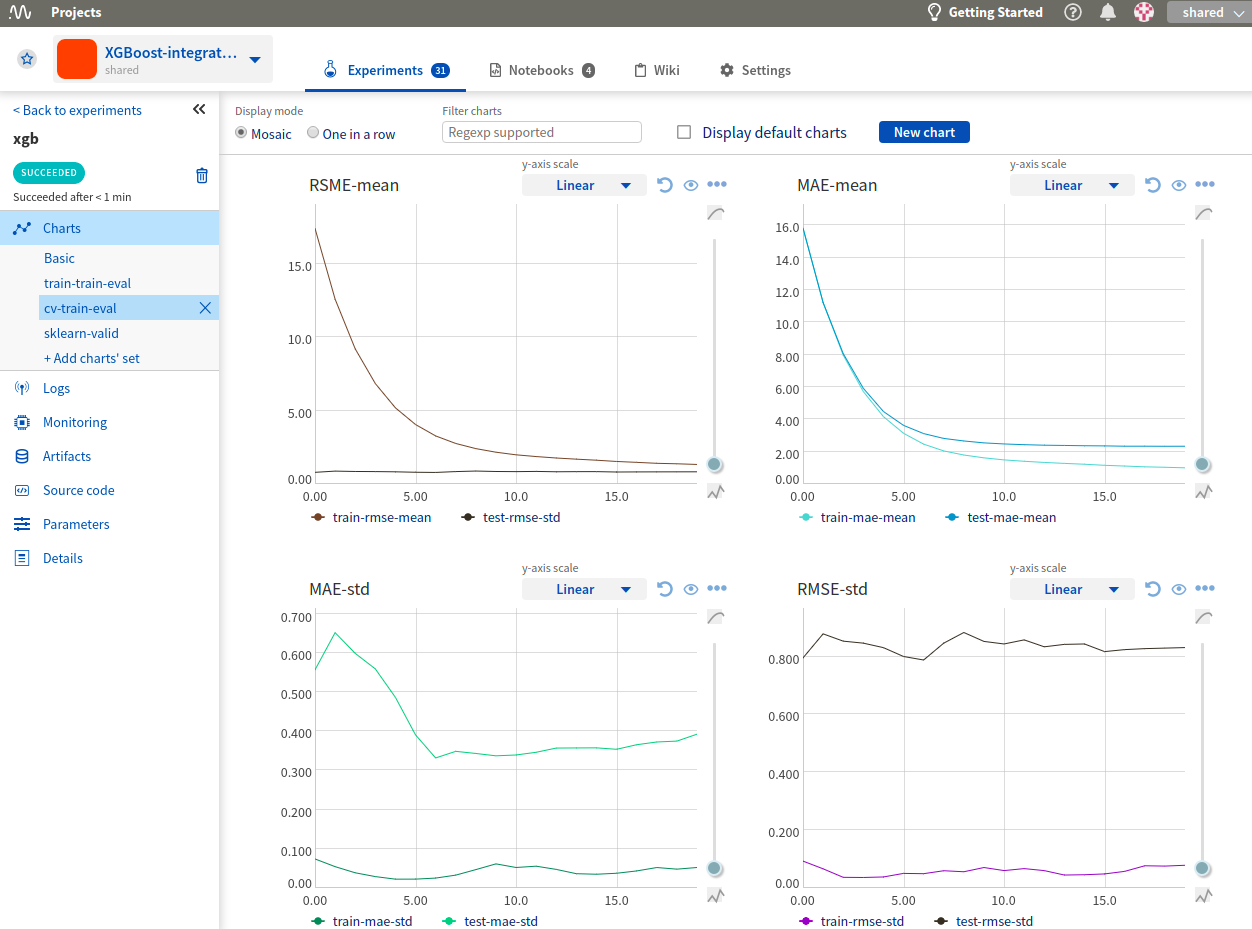 Projects
Getting Started
shared
XGBoost-integrat...
shared
Experiments 31
Notebooks 4
Wiki
Settings
< Back to experiments
xgb
SUCCEEDED
Succeeded after < 1 min
Charts
Basic
train-train-eval
cv-train-eval
sklearn-valid
+ Add charts' set
Logs
Monitoring
Artifacts
Source code
Parameters
Details
Display mode
Mosaic
One in a row
Filter charts
Regexp supported
Display default charts
New chart
RSME-mean
y-axis scale
Linear
15.0
10.0
5.00
0.00
0.00 5.00 10.0 15.0
train-rmse-mean test-rmse-std
MAE-mean
y-axis scale
Linear
16.0
14.0
12.0
10.0
8.00
6.00
4.00
2.00
0.00
0.00 5.00 10.0 15.0
train-mae-mean test-mae-mean
MAE-std
y-axis scale
Linear
0.700
0.600
0.500
0.400
0.300
0.200
0.100
0.00
0.00 5.00 10.0 15.0
train-mae-std test-mae-std
RMSE-std
y-axis scale
Linear
0.800
0.600
0.400
0.200
0.00
0.00 5.00 10.0 15.0
train-rmse-std test-rmse-std